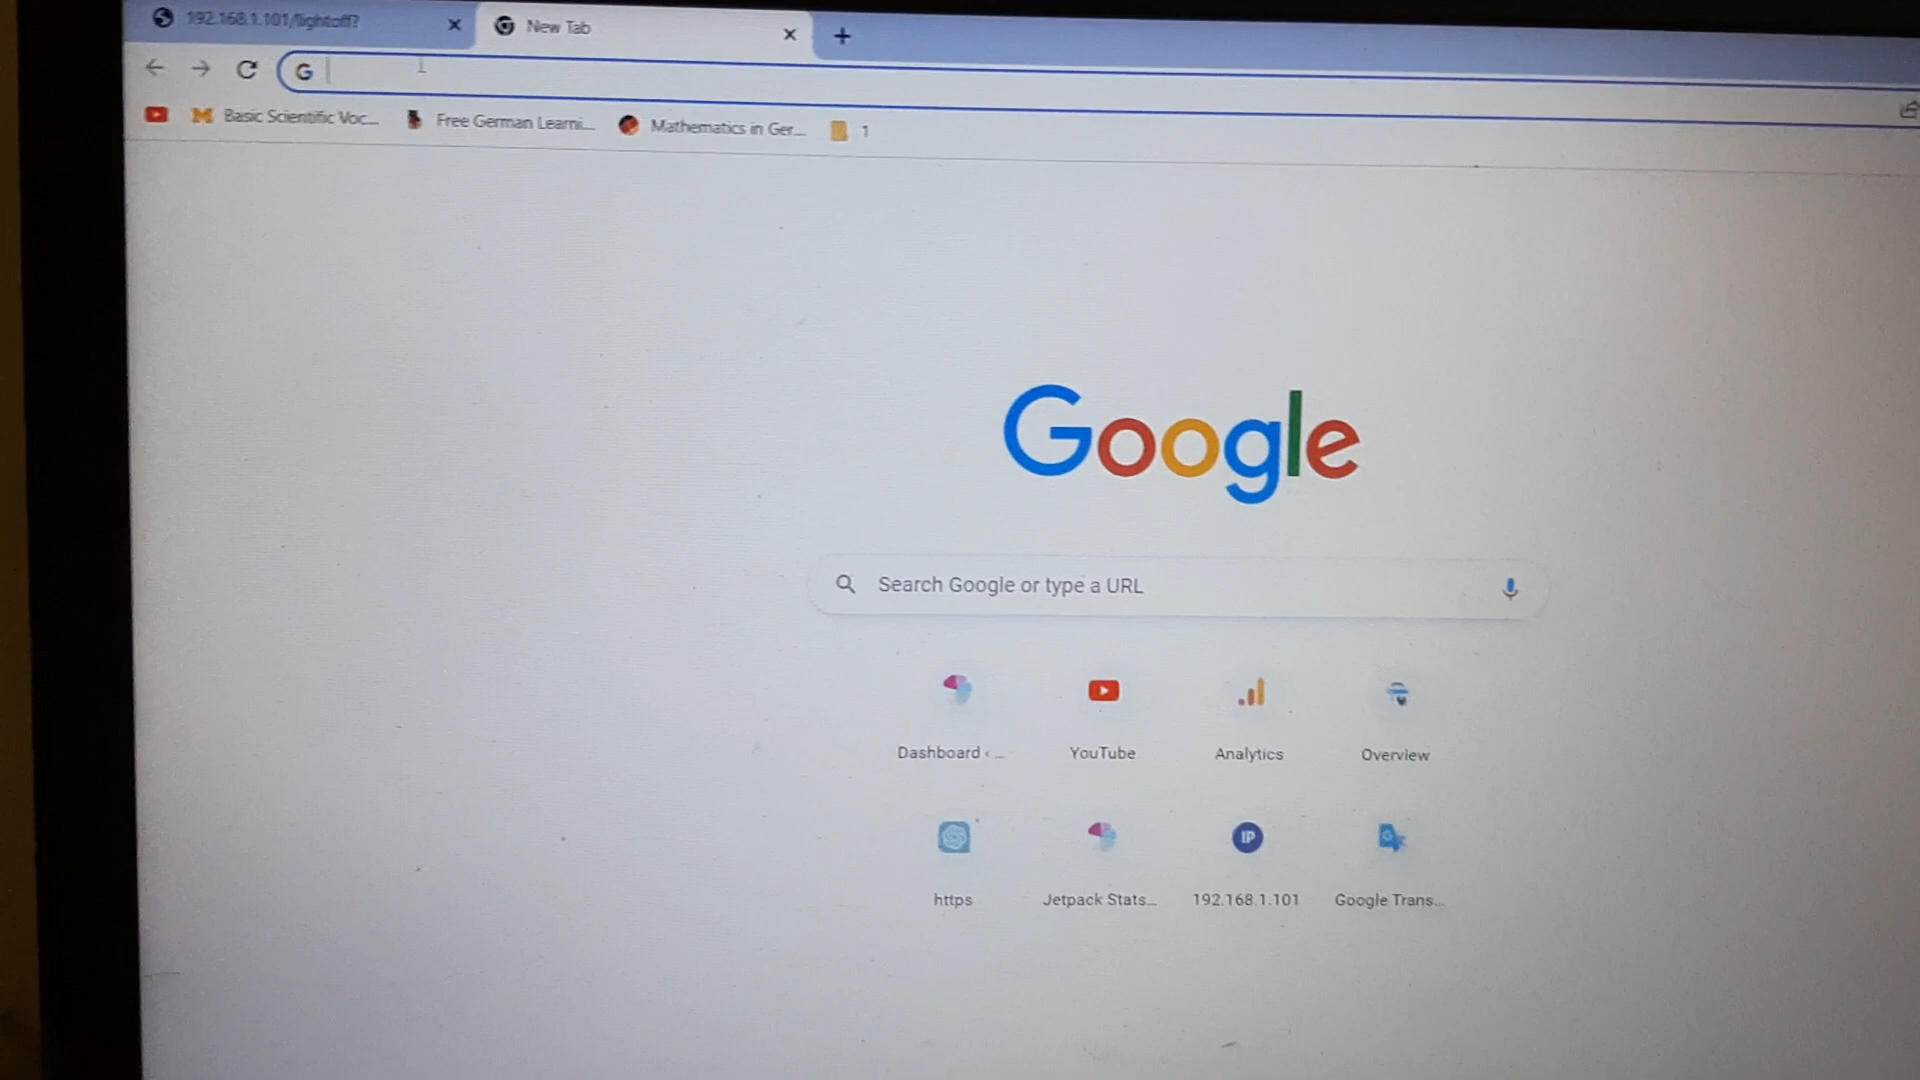 192.168.1.101/lightoff?
New Tab
G
Basic Scientific Voc...
Free German Learni...
Mathematics in Ger...
1
Google
Search Google or type a URL
Dashboard ‹ ...
YouTube
Analytics
Overview
IP
G
https
Jetpack Stats...
192.168.1.101
Google Trans...